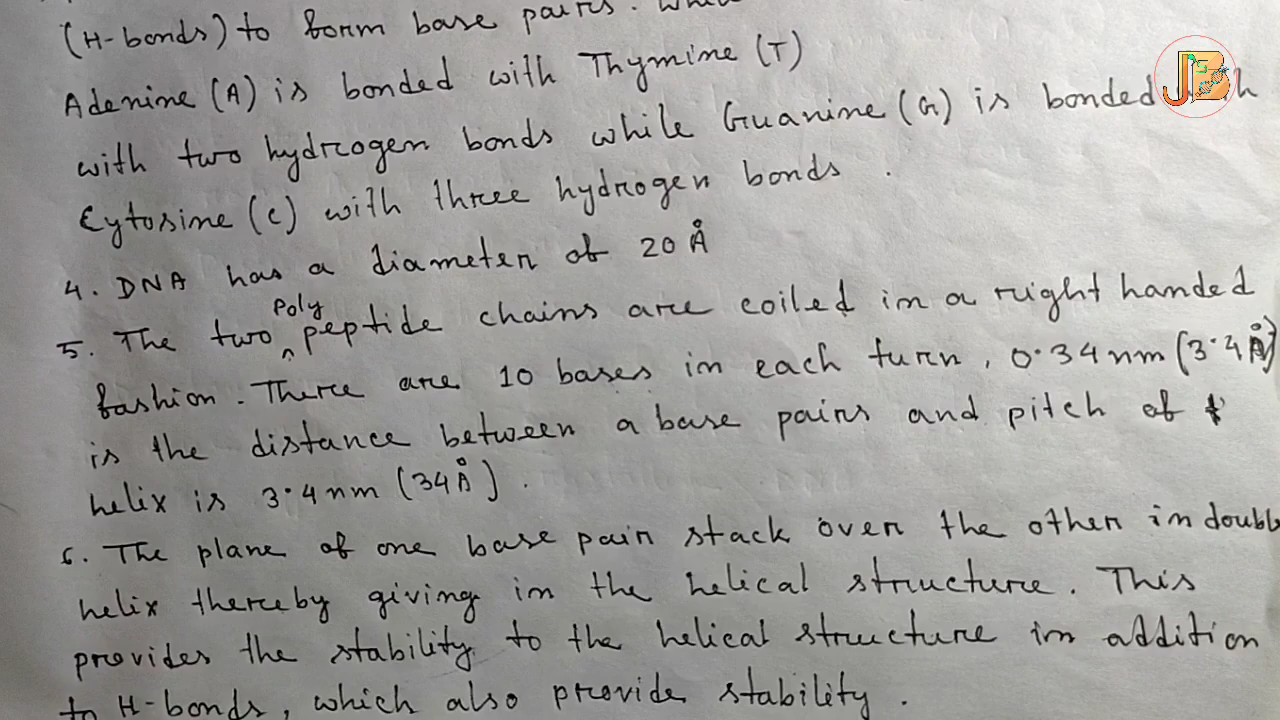 (H-bonds) to form base pairs.
Adenine (A) is bonded with Thymine (T)
with two hydrogen bonds while Guanine (G) is bonded
Cytosine (C) with three hydrogen bonds.
4. DNA has a diameter of 20 Å
Poly
5. The two ^ peptide chains are coiled in a right handed
fashion. There are 10 bases in each turn, 0.34 nm (3.4 Å)
is the distance between a base pairs and pitch of
helix is 3.4 nm (34 Å).
6. The plane of one base pair stack over the other in double
helix thereby giving in the helical structure. This
provides the stability to the helical structure in addition
to H-bonds, which also provide stability.
JB